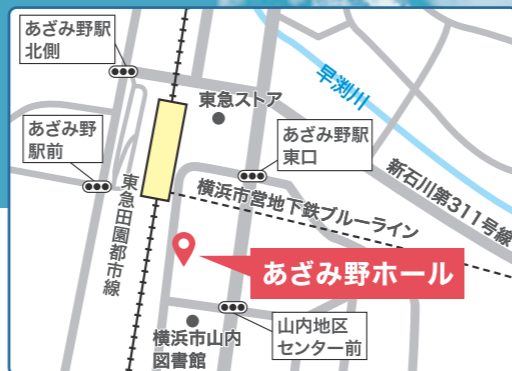 あざみ野駅
北側
東急ストア
早渕川
あざみ野
駅前
あざみ野駅
東口
新石川第311号線
東急田園都市線
横浜市営地下鉄ブルーライン
あざみ野ホール
横浜市山内
図書館
山内地区
センター前